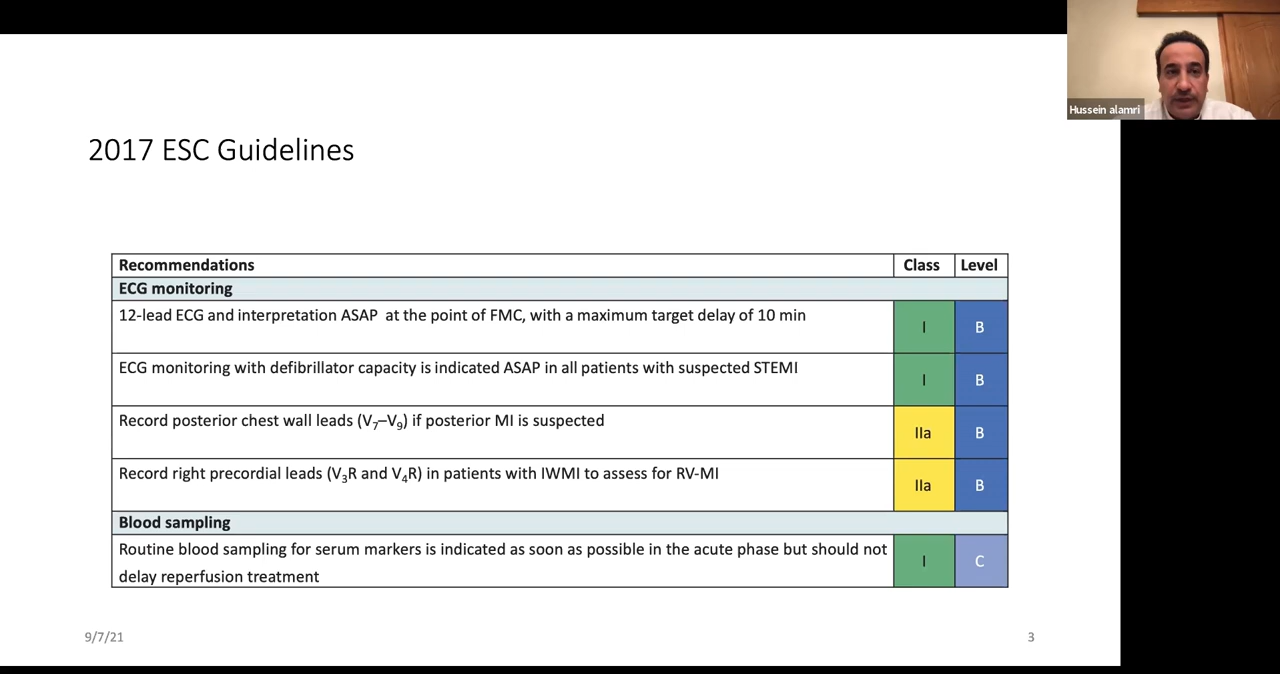 Hussein alamri
2017 ESC Guidelines
Recommendations Class Level
ECG monitoring
12-lead ECG and interpretation ASAP at the point of FMC, with a maximum target delay of 10 min I B
ECG monitoring with defibrillator capacity is indicated ASAP in all patients with suspected STEMI I B
Record posterior chest wall leads (V₇–V₉) if posterior MI is suspected IIa B
Record right precordial leads (V₃R and V₄R) in patients with IWMI to assess for RV-MI IIa B
Blood sampling
Routine blood sampling for serum markers is indicated as soon as possible in the acute phase but should not
delay reperfusion treatment I C
9/7/21 3